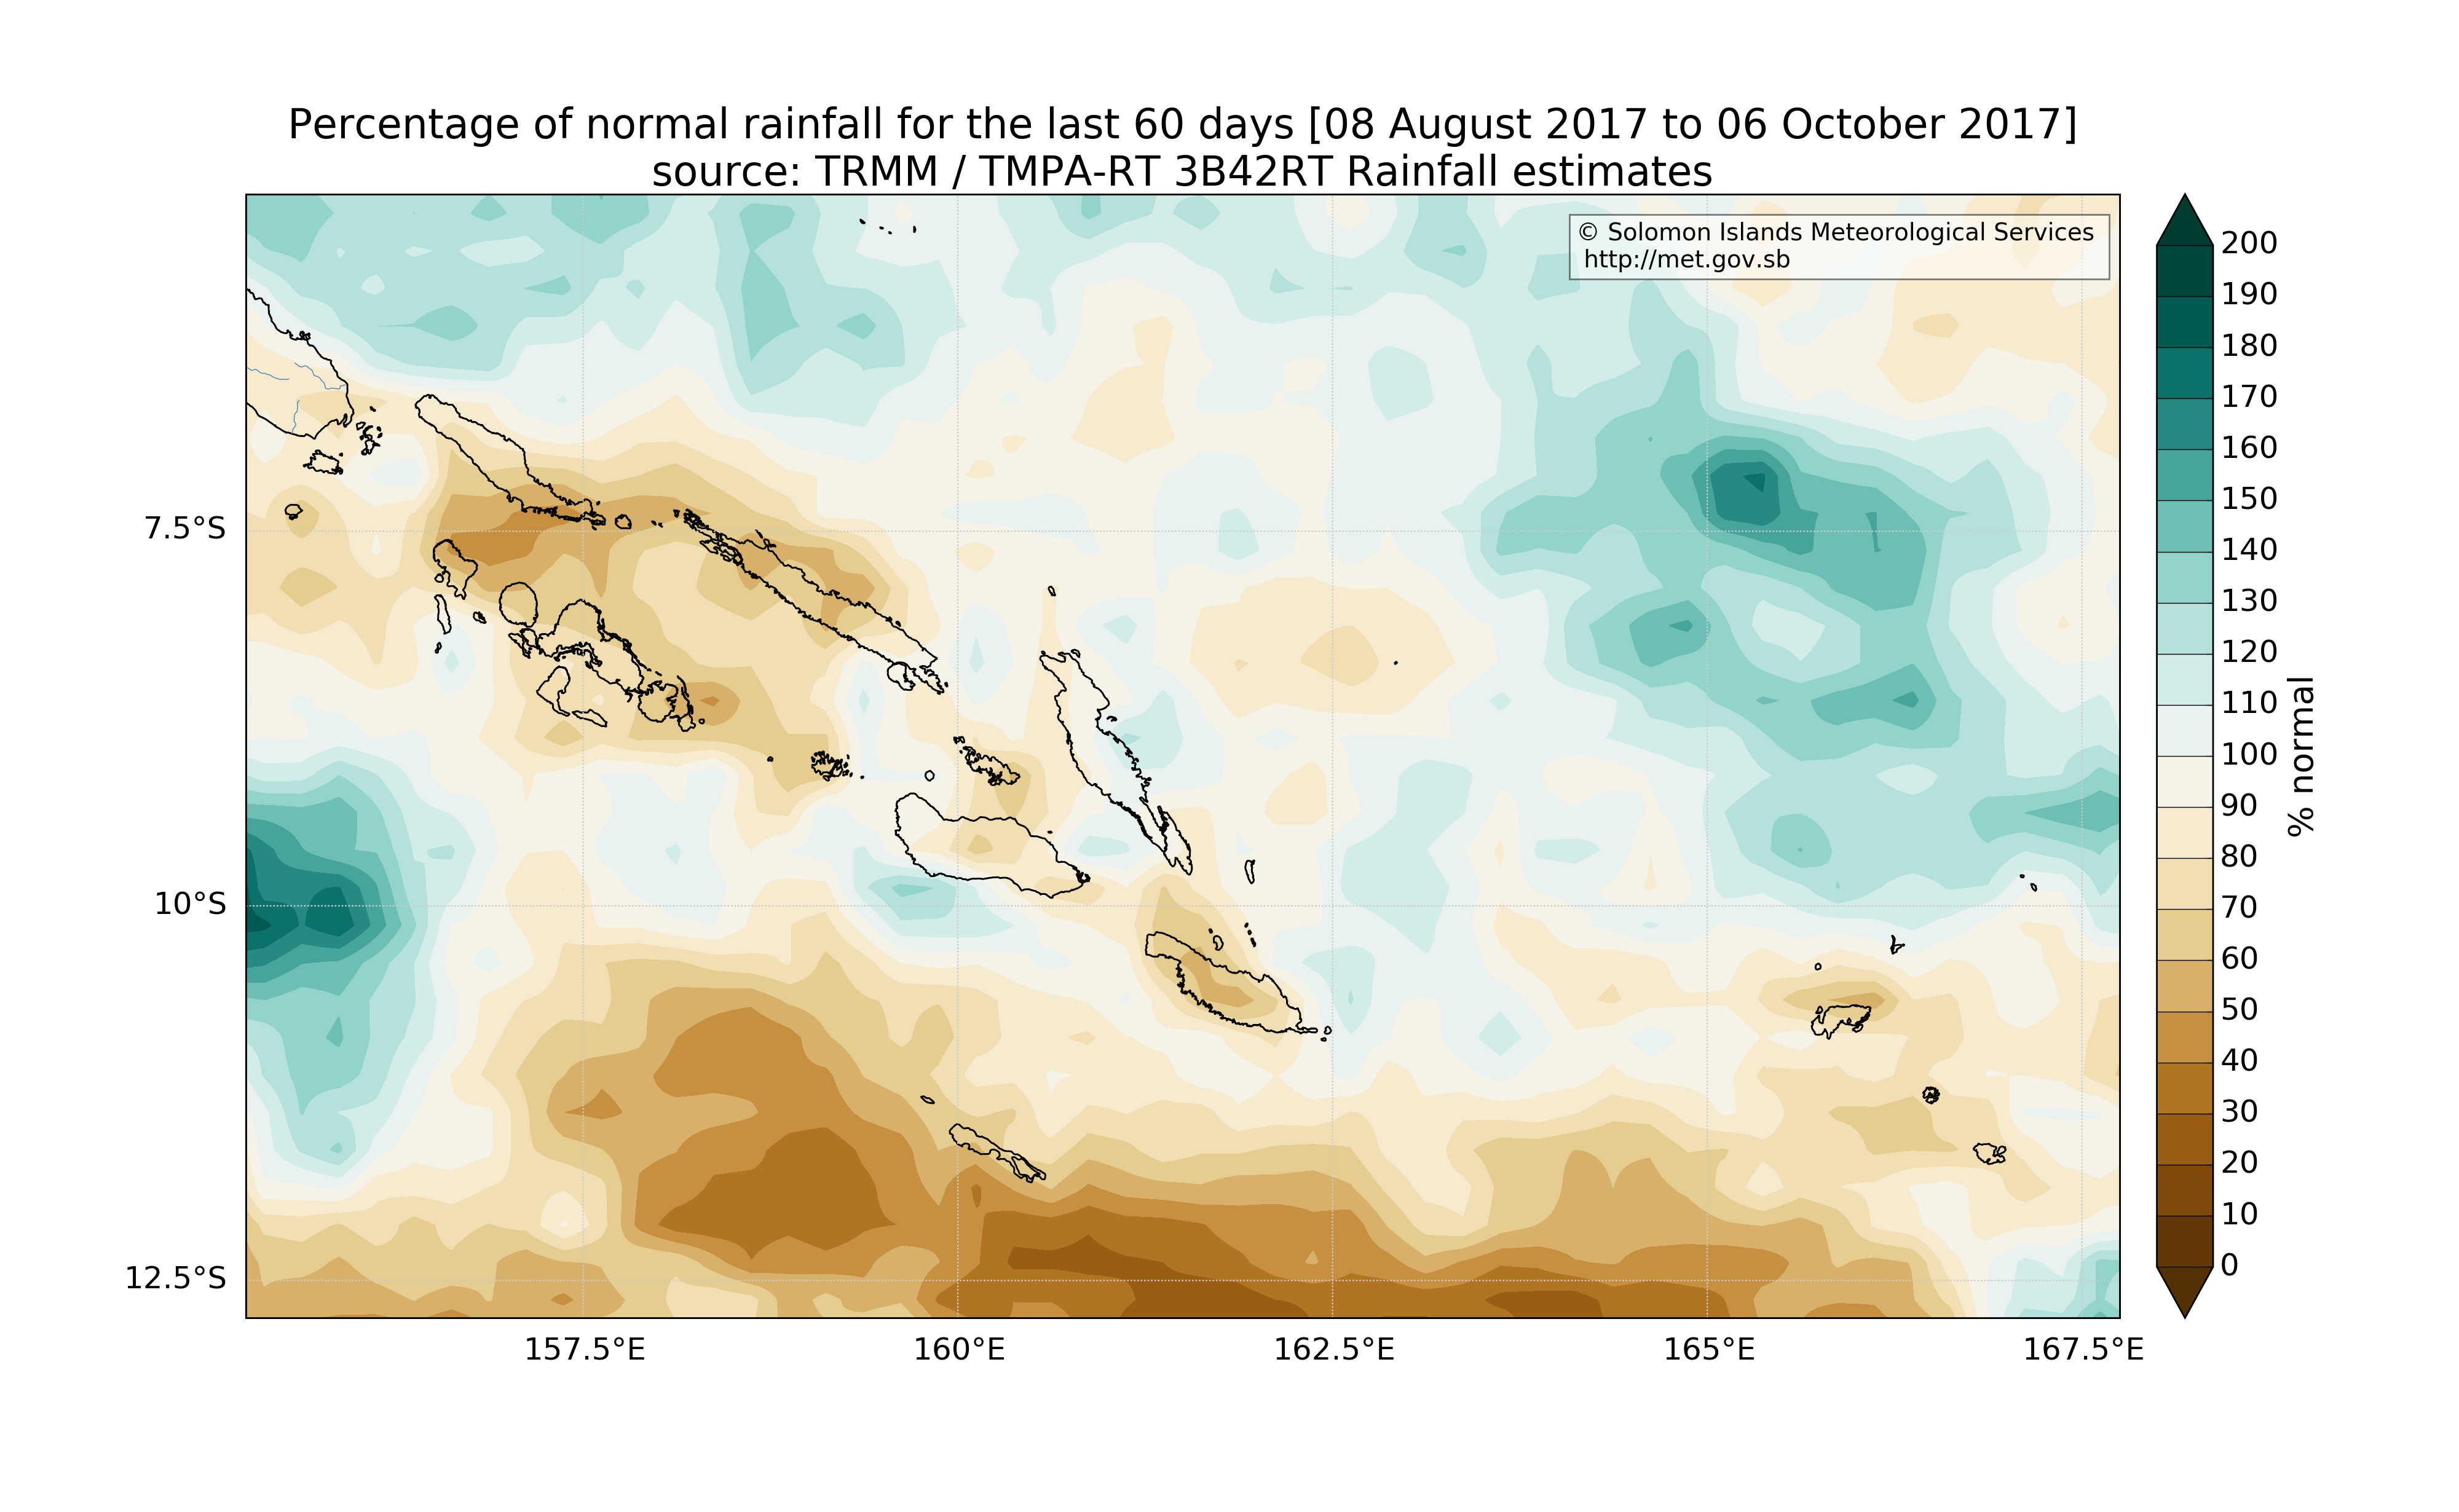 Percentage of normal rainfall for the last 60 days [08 August 2017 to 06 October 2017]
source: TRMM / TMPA-RT 3B42RT Rainfall estimates
© Solomon Islands Meteorological Services
http://met.gov.sb
7.5°S
10°S
12.5°S
157.5°E
160°E
162.5°E
165°E
167.5°E
200
190
180
170
160
150
140
130
120
110
100
90
80
70
60
50
40
30
20
10
0
% normal